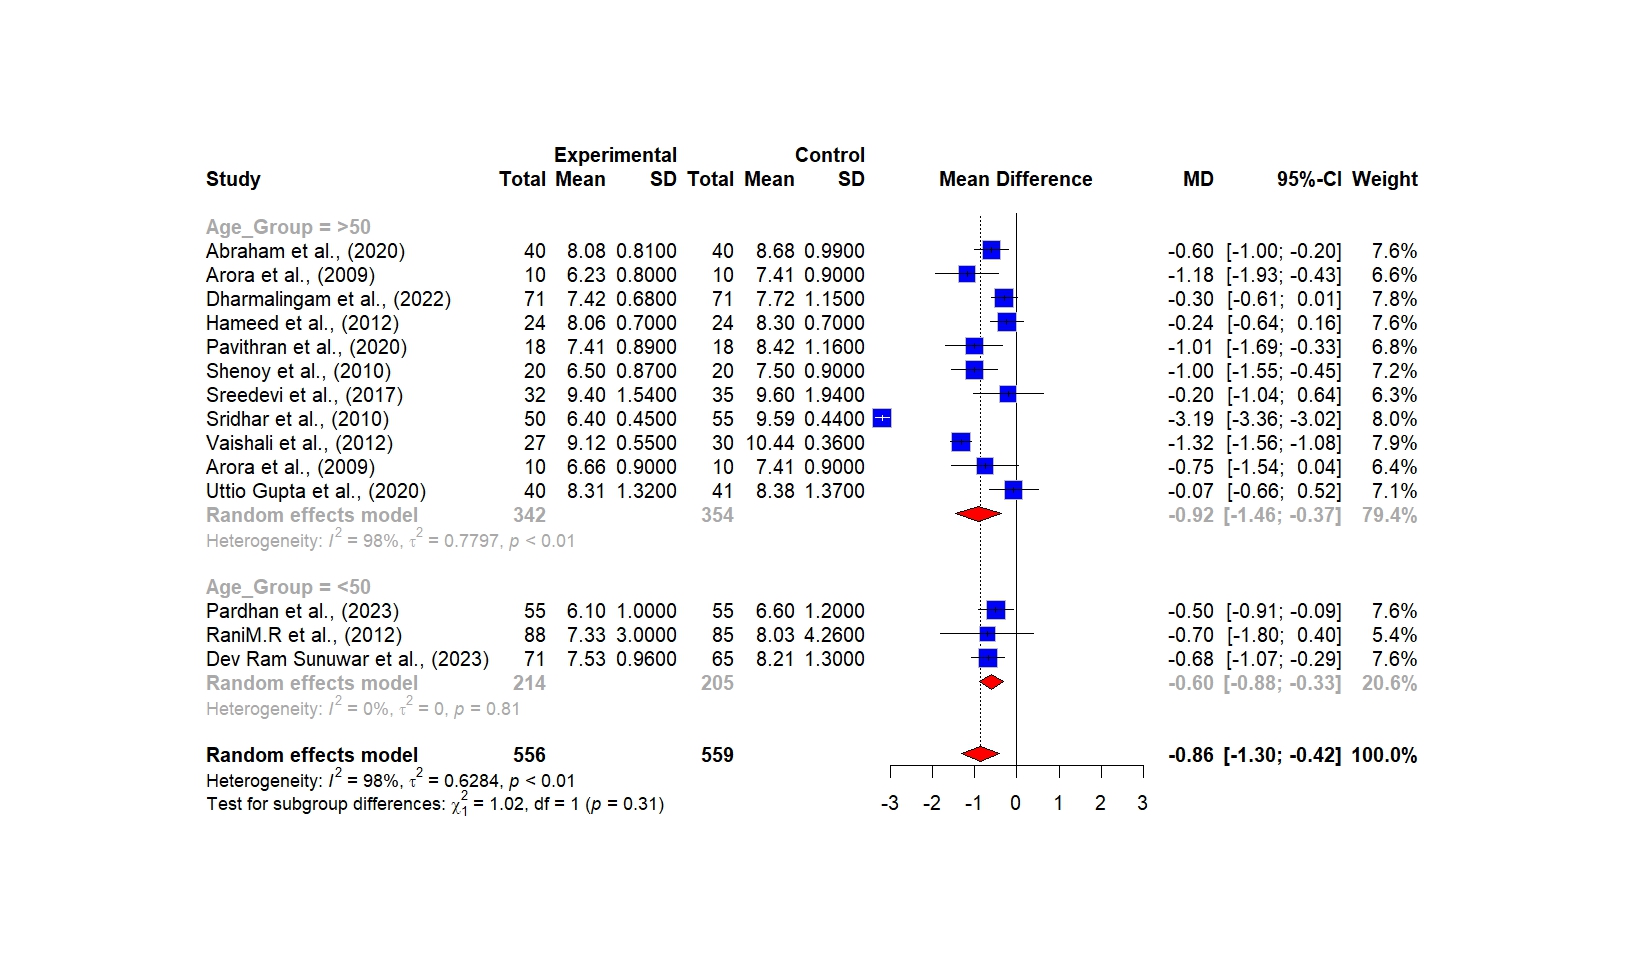 Experimental Control
Study Total Mean SD Total Mean SD Mean Difference MD 95%-CI Weight
Age_Group = >50
Abraham et al., (2020) 40 8.08 0.8100 40 8.68 0.9900 -0.60 [-1.00; -0.20] 7.6%
Arora et al., (2009) 10 6.23 0.8000 10 7.41 0.9000 -1.18 [-1.93; -0.43] 6.6%
Dharmalingam et al., (2022) 71 7.42 0.6800 71 7.72 1.1500 -0.30 [-0.61; 0.01] 7.8%
Hameed et al., (2012) 24 8.06 0.7000 24 8.30 0.7000 -0.24 [-0.64; 0.16] 7.6%
Pavithran et al., (2020) 18 7.41 0.8900 18 8.42 1.1600 -1.01 [-1.69; -0.33] 6.8%
Shenoy et al., (2010) 20 6.50 0.8700 20 7.50 0.9000 -1.00 [-1.55; -0.45] 7.2%
Sreedevi et al., (2017) 32 9.40 1.5400 35 9.60 1.9400 -0.20 [-1.04; 0.64] 6.3%
Sridhar et al., (2010) 50 6.40 0.4500 55 9.59 0.4400 -3.19 [-3.36; -3.02] 8.0%
Vaishali et al., (2012) 27 9.12 0.5500 30 10.44 0.3600 -1.32 [-1.56; -1.08] 7.9%
Arora et al., (2009) 10 6.66 0.9000 10 7.41 0.9000 -0.75 [-1.54; 0.04] 6.4%
Uttio Gupta et al., (2020) 40 8.31 1.3200 41 8.38 1.3700 -0.07 [-0.66; 0.52] 7.1%
Random effects model 342 354 -0.92 [-1.46; -0.37] 79.4%
Heterogeneity: I² = 98%, τ² = 0.7797, p < 0.01
Age_Group = <50
Pardhan et al., (2023) 55 6.10 1.0000 55 6.60 1.2000 -0.50 [-0.91; -0.09] 7.6%
RaniM.R et al., (2012) 88 7.33 3.0000 85 8.03 4.2600 -0.70 [-1.80; 0.40] 5.4%
Dev Ram Sunuwar et al., (2023) 71 7.53 0.9600 65 8.21 1.3000 -0.68 [-1.07; -0.29] 7.6%
Random effects model 214 205 -0.60 [-0.88; -0.33] 20.6%
Heterogeneity: I² = 0%, τ² = 0, p = 0.81
Random effects model 556 559 -0.86 [-1.30; -0.42] 100.0%
Heterogeneity: I² = 98%, τ² = 0.6284, p < 0.01
Test for subgroup differences: χ²₁ = 1.02, df = 1 (p = 0.31)
-3 -2 -1 0 1 2 3